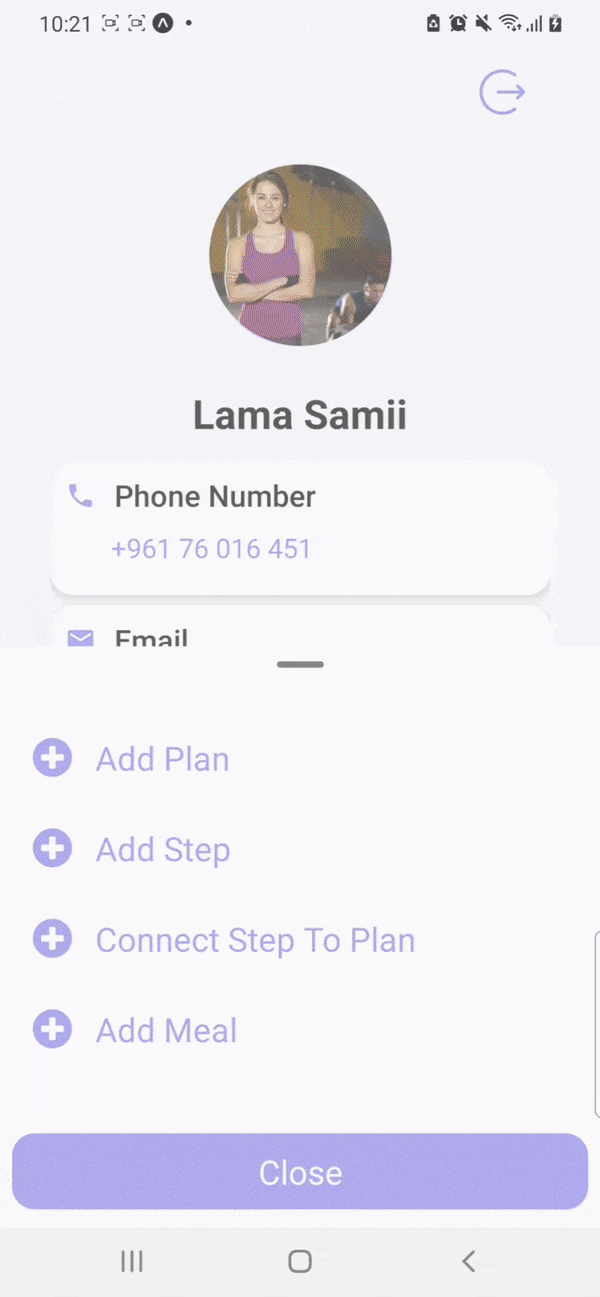 10:21
Lama Samii
Phone Number
+961 76 016 451
Email
Add Plan
Add Step
Connect Step To Plan
Add Meal
Close